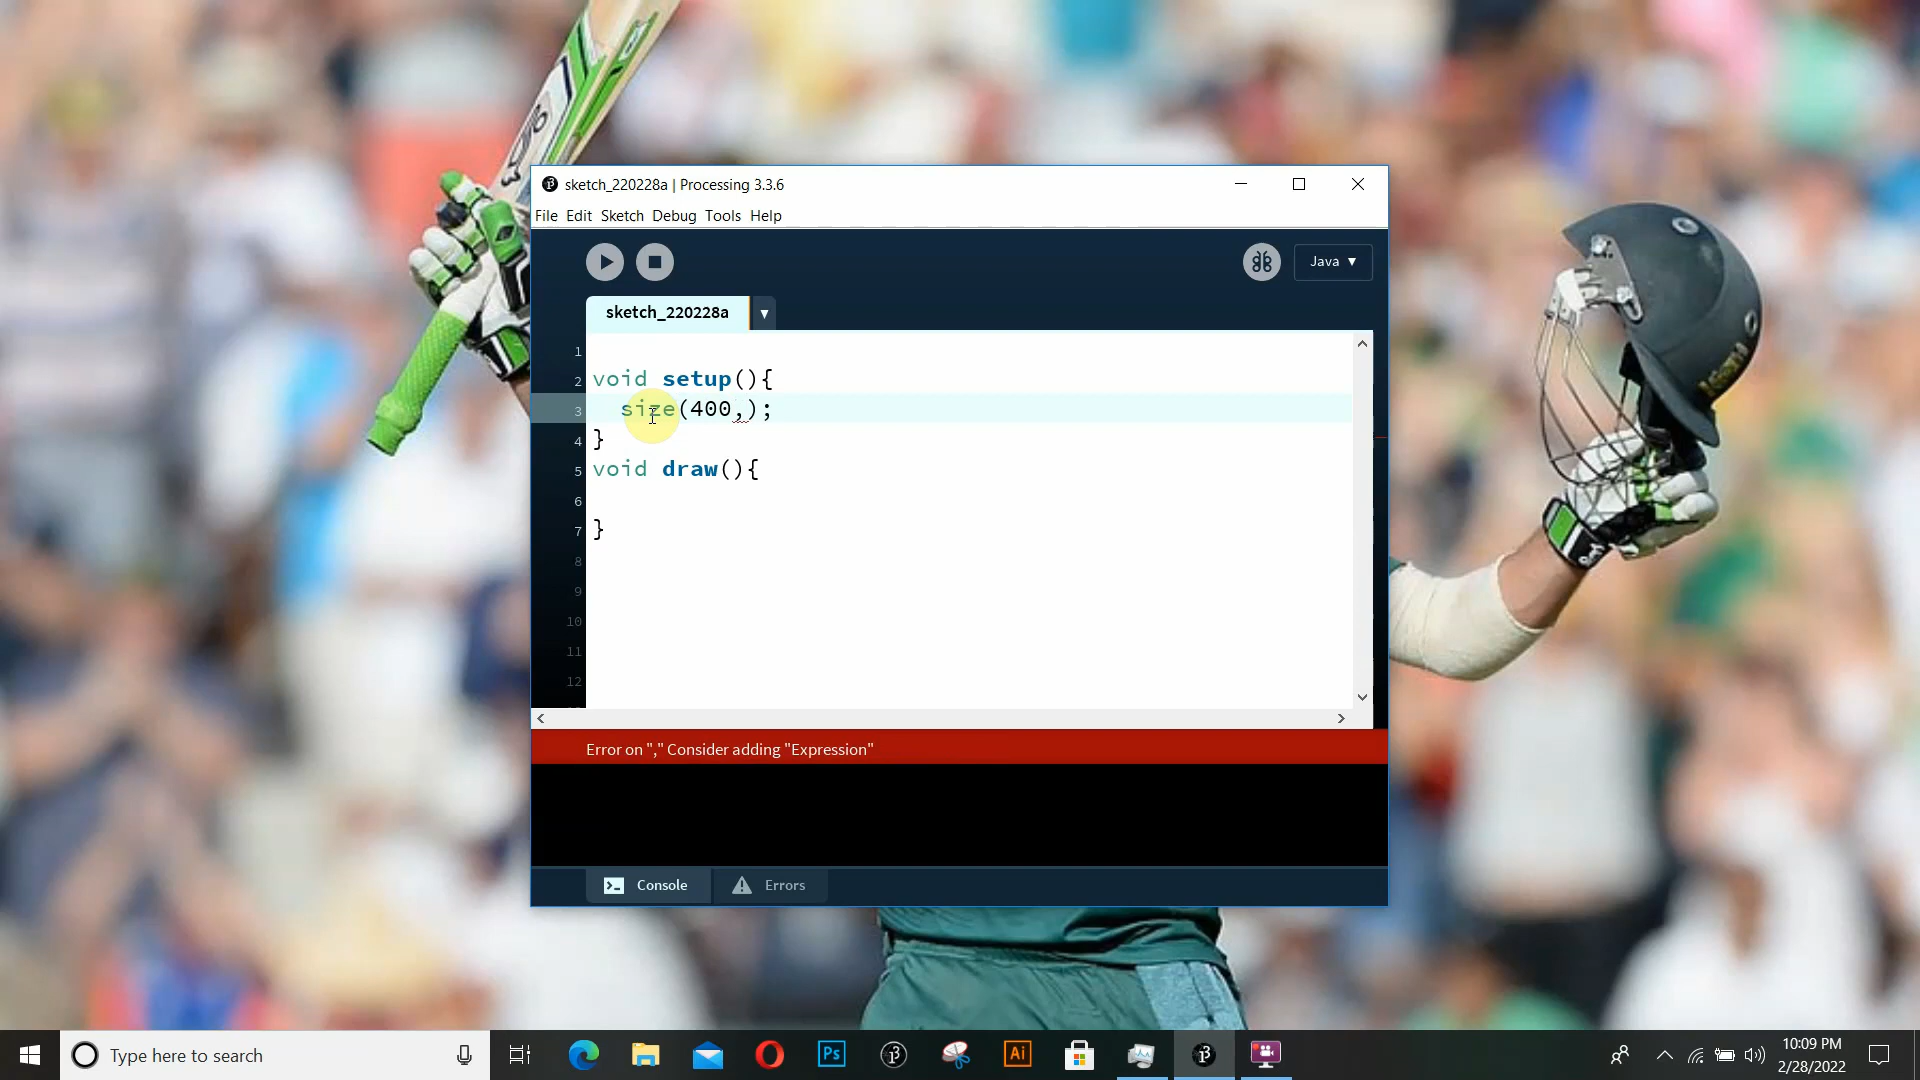 sketch_220228a | Processing 3.3.6
File Edit Sketch Debug Tools Help
Java ▼
sketch_220228a ▼
1
2 void setup(){
3 size(400,);
4 }
5 void draw(){
6
7 }
8
9
10
11
12
Error on "," Consider adding "Expression"
Console Errors
Type here to search
Ps
Ai
10:09 PM
2/28/2022